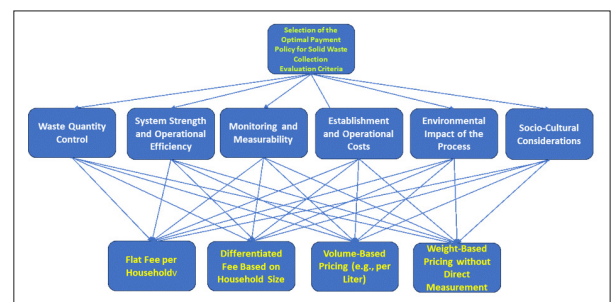 Selection of the
Optimal Payment
Policy for Solid Waste
Collection
Evaluation Criteria
Waste Quantity
Control
System Strength
and Operational
Efficiency
Monitoring and
Measurability
Establishment
and Operational
Costs
Environmental
Impact of the
Process
Socio-Cultural
Considerations
Flat Fee per
Householdv
Differentiated
Fee Based on
Household Size
Volume-Based
Pricing (e.g., per
Liter)
Weight-Based
Pricing without
Direct
Measurement